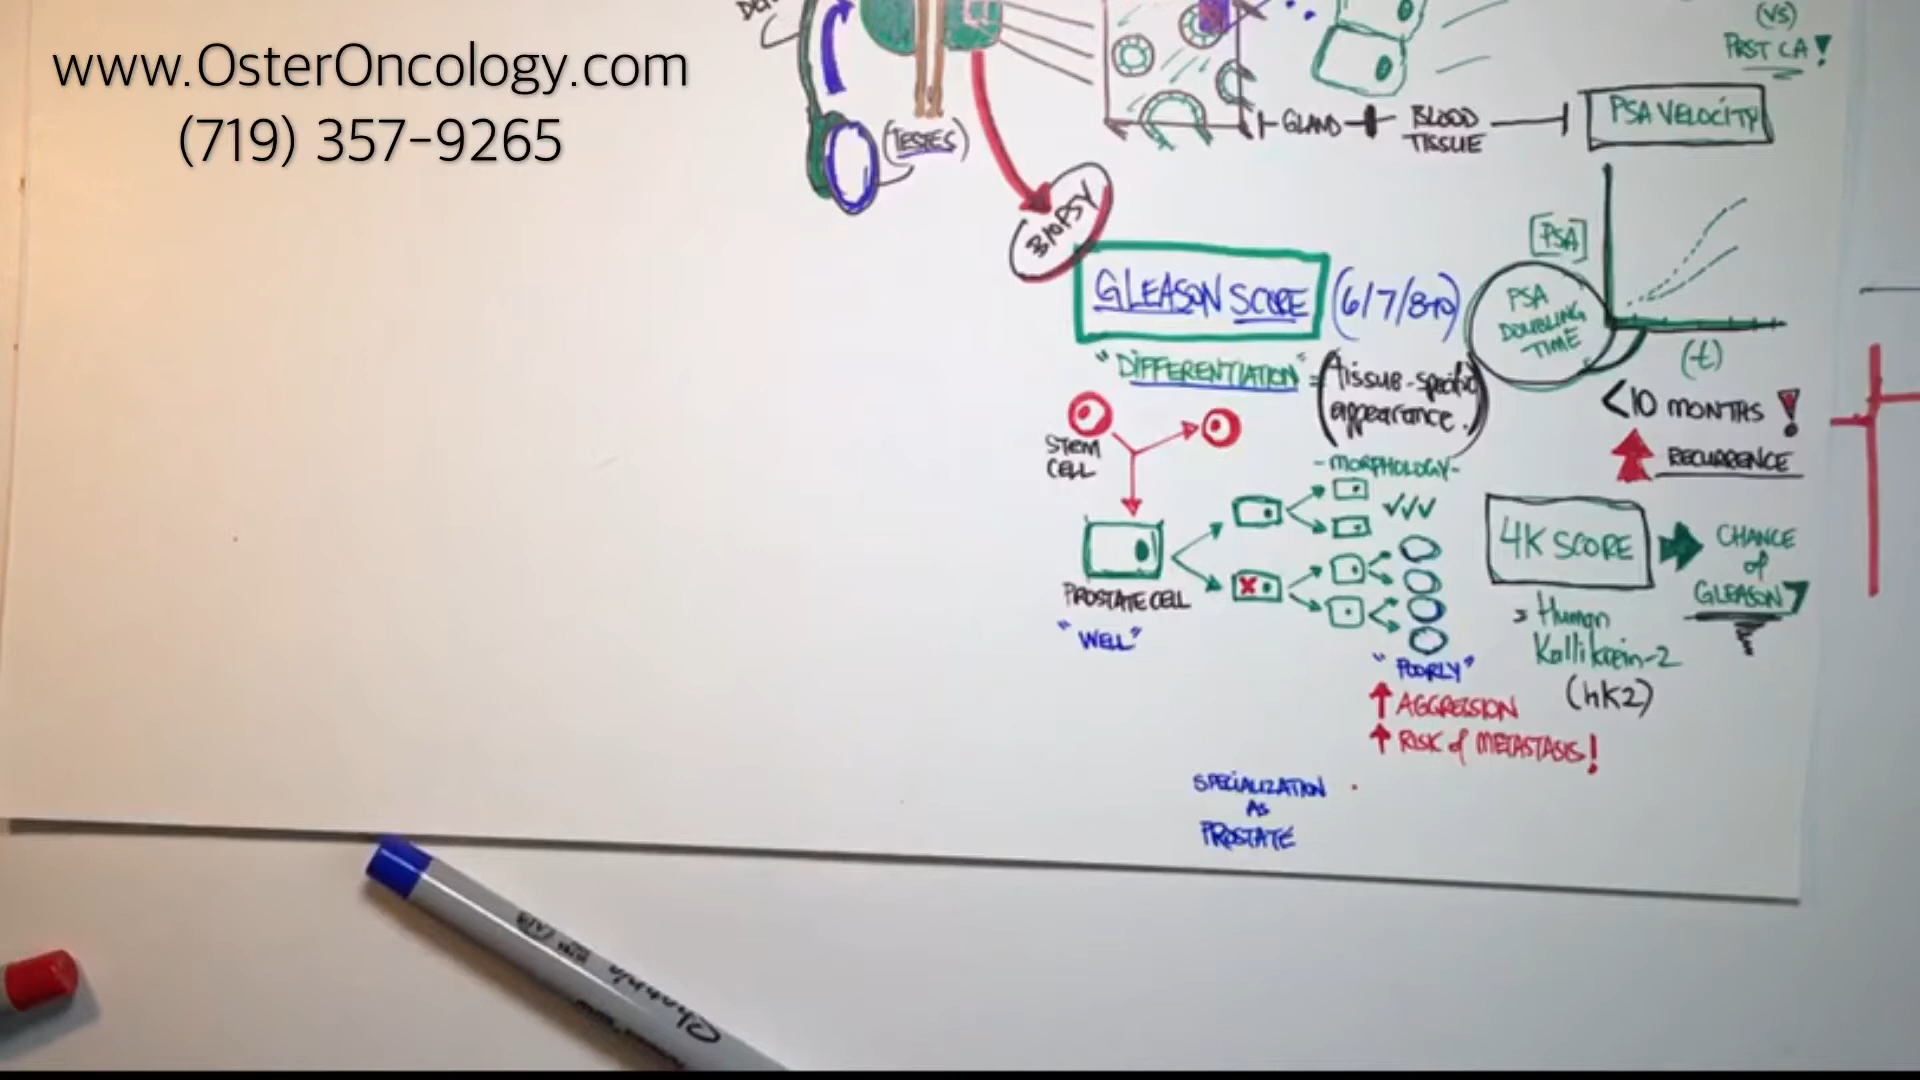 www.OsterOncology.com
(719) 357-9265
(VS)
PROST CA!
(TESTES)
GLAND
BLOOD
TISSUE
PSA VELOCITY
BIOPSY
[PSA]
GLEASON SCORE
(6/7/8-10)
PSA
DOUBLING
TIME
(t)
"DIFFERENTIATION" = (tissue-specific
appearance.)
<10 MONTHS!
RECURRENCE
STEM
CELL
-MORPHOLOGY-
✓✓✓
4K SCORE
CHANCE
of
GLEASON 7
PROSTATE CELL
"WELL"
Human
Kallikrein-2
(hK2)
"POORLY"
↑ AGGRESSION
↑ RISK of METASTASIS!
SPECIALIZATION
AS
PROSTATE
Sharpie